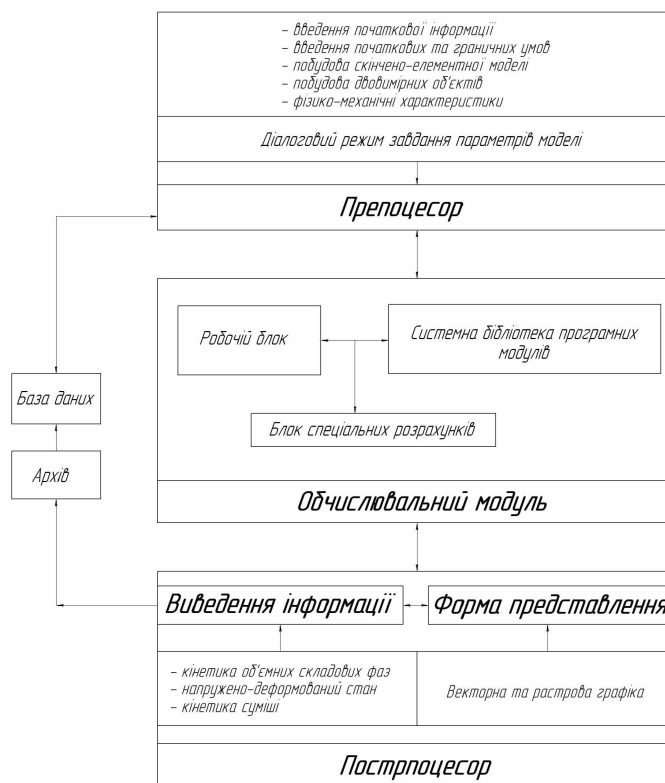 – введення початкової інформації
– введення початкових та граничних умов
– побудова скінчено-елементної моделі
– побудова двовимірних об'єктів
– фізико-механічні характеристики
Діалоговий режим завдання параметрів моделі
Препоцесор
Робочій блок
Системна бібліотека програмних
модулів
Блок спеціальних розрахунків
База даних
Архів
Обчислювальний модуль
Виведення інформації
Форма представлення
– кінетика об'ємних складових фаз
– напружено-деформований стан
– кінетика суміші
Векторна та растрова графіка
Пострпоцесор